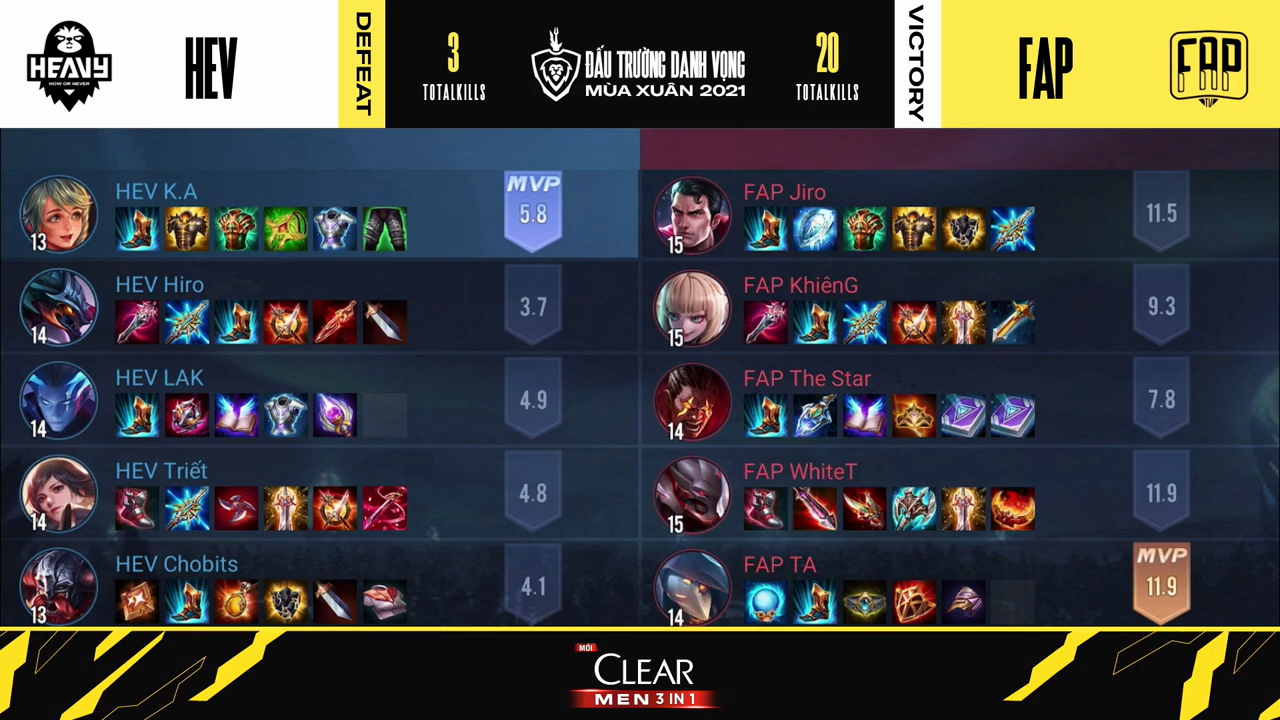 HEAVY
NOW OR NEVER
HEV
DEFEAT
3
TOTALKILLS
ĐẤU TRƯỜNG DANH VỌNG
MÙA XUÂN 2021
20
TOTALKILLS
VICTORY
FAP
FAP
TV
HEV K.A
13
MVP
5.8
FAP Jiro
15
11.5
HEV Hiro
14
3.7
FAP KhiênG
15
9.3
HEV LAK
14
4.9
FAP The Star
14
7.8
HEV Triết
14
4.8
FAP WhiteT
15
11.9
HEV Chobits
13
4.1
FAP TA
14
MVP
11.9
MỚI
CLEAR
MEN 3 IN 1